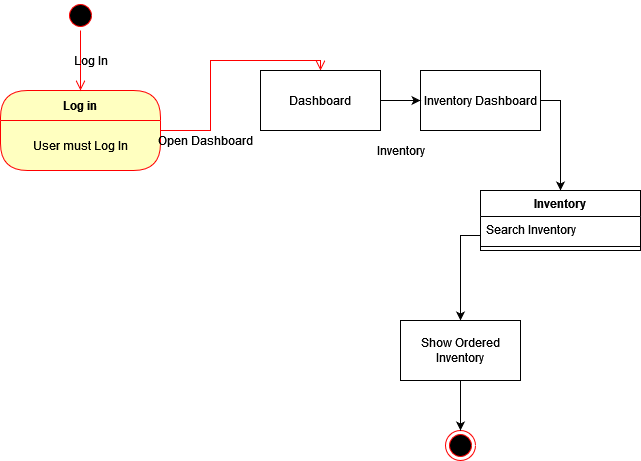 Log In
Log in
User must Log In
Open Dashboard
Dashboard
Inventory Dashboard
Inventory
Inventory
Search Inventory
Show Ordered
Inventory